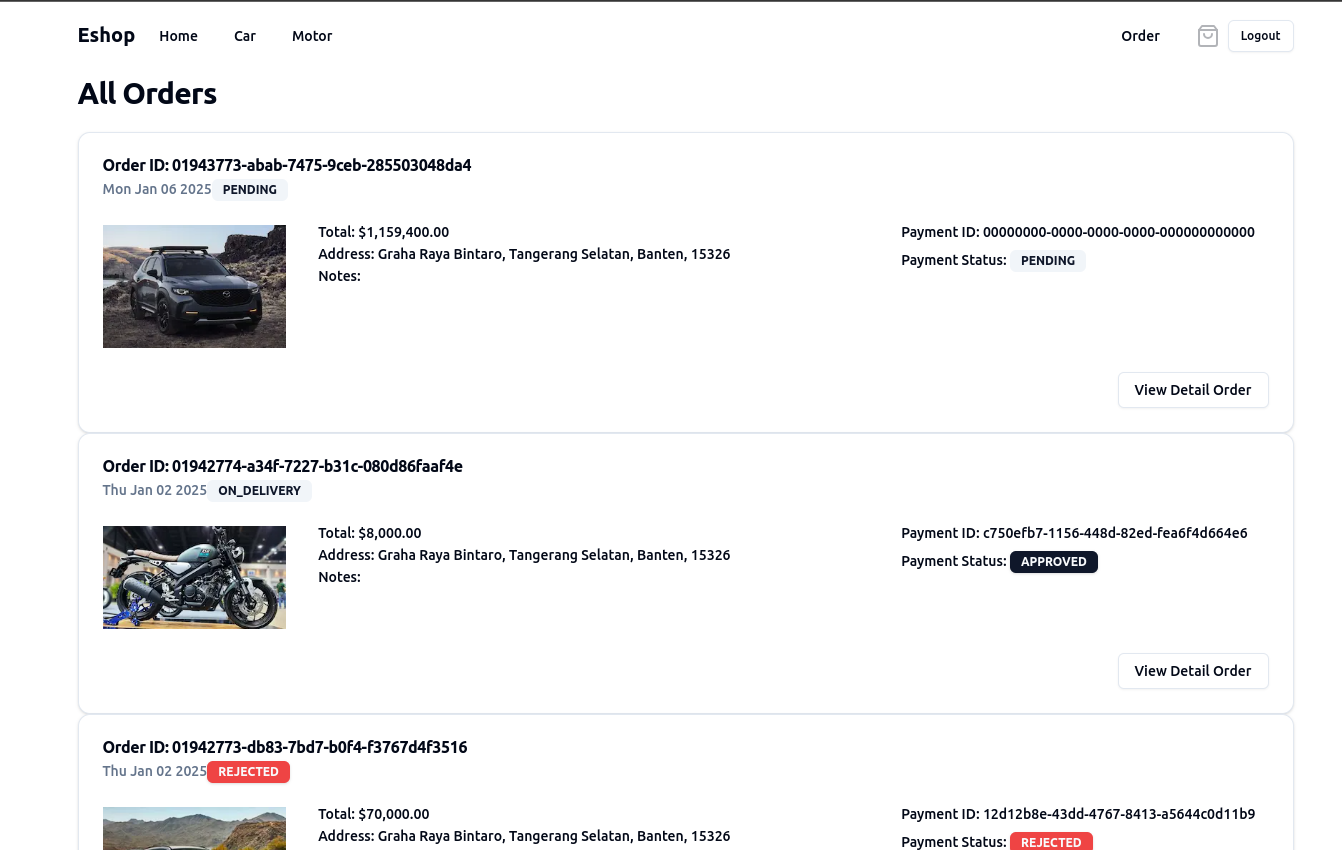 Eshop Home Car Motor Order Logout
All Orders
Order ID: 01943773-abab-7475-9ceb-285503048da4
Mon Jan 06 2025 PENDING
Total: $1,159,400.00
Address: Graha Raya Bintaro, Tangerang Selatan, Banten, 15326
Notes:
Payment ID: 00000000-0000-0000-0000-000000000000
Payment Status: PENDING
View Detail Order
Order ID: 01942774-a34f-7227-b31c-080d86faaf4e
Thu Jan 02 2025 ON_DELIVERY
Total: $8,000.00
Address: Graha Raya Bintaro, Tangerang Selatan, Banten, 15326
Notes:
Payment ID: c750efb7-1156-448d-82ed-fea6f4d664e6
Payment Status: APPROVED
View Detail Order
Order ID: 01942773-db83-7bd7-b0f4-f3767d4f3516
Thu Jan 02 2025 REJECTED
Total: $70,000.00
Address: Graha Raya Bintaro, Tangerang Selatan, Banten, 15326
Payment ID: 12d12b8e-43dd-4767-8413-a5644c0d11b9
Payment Status: REJECTED